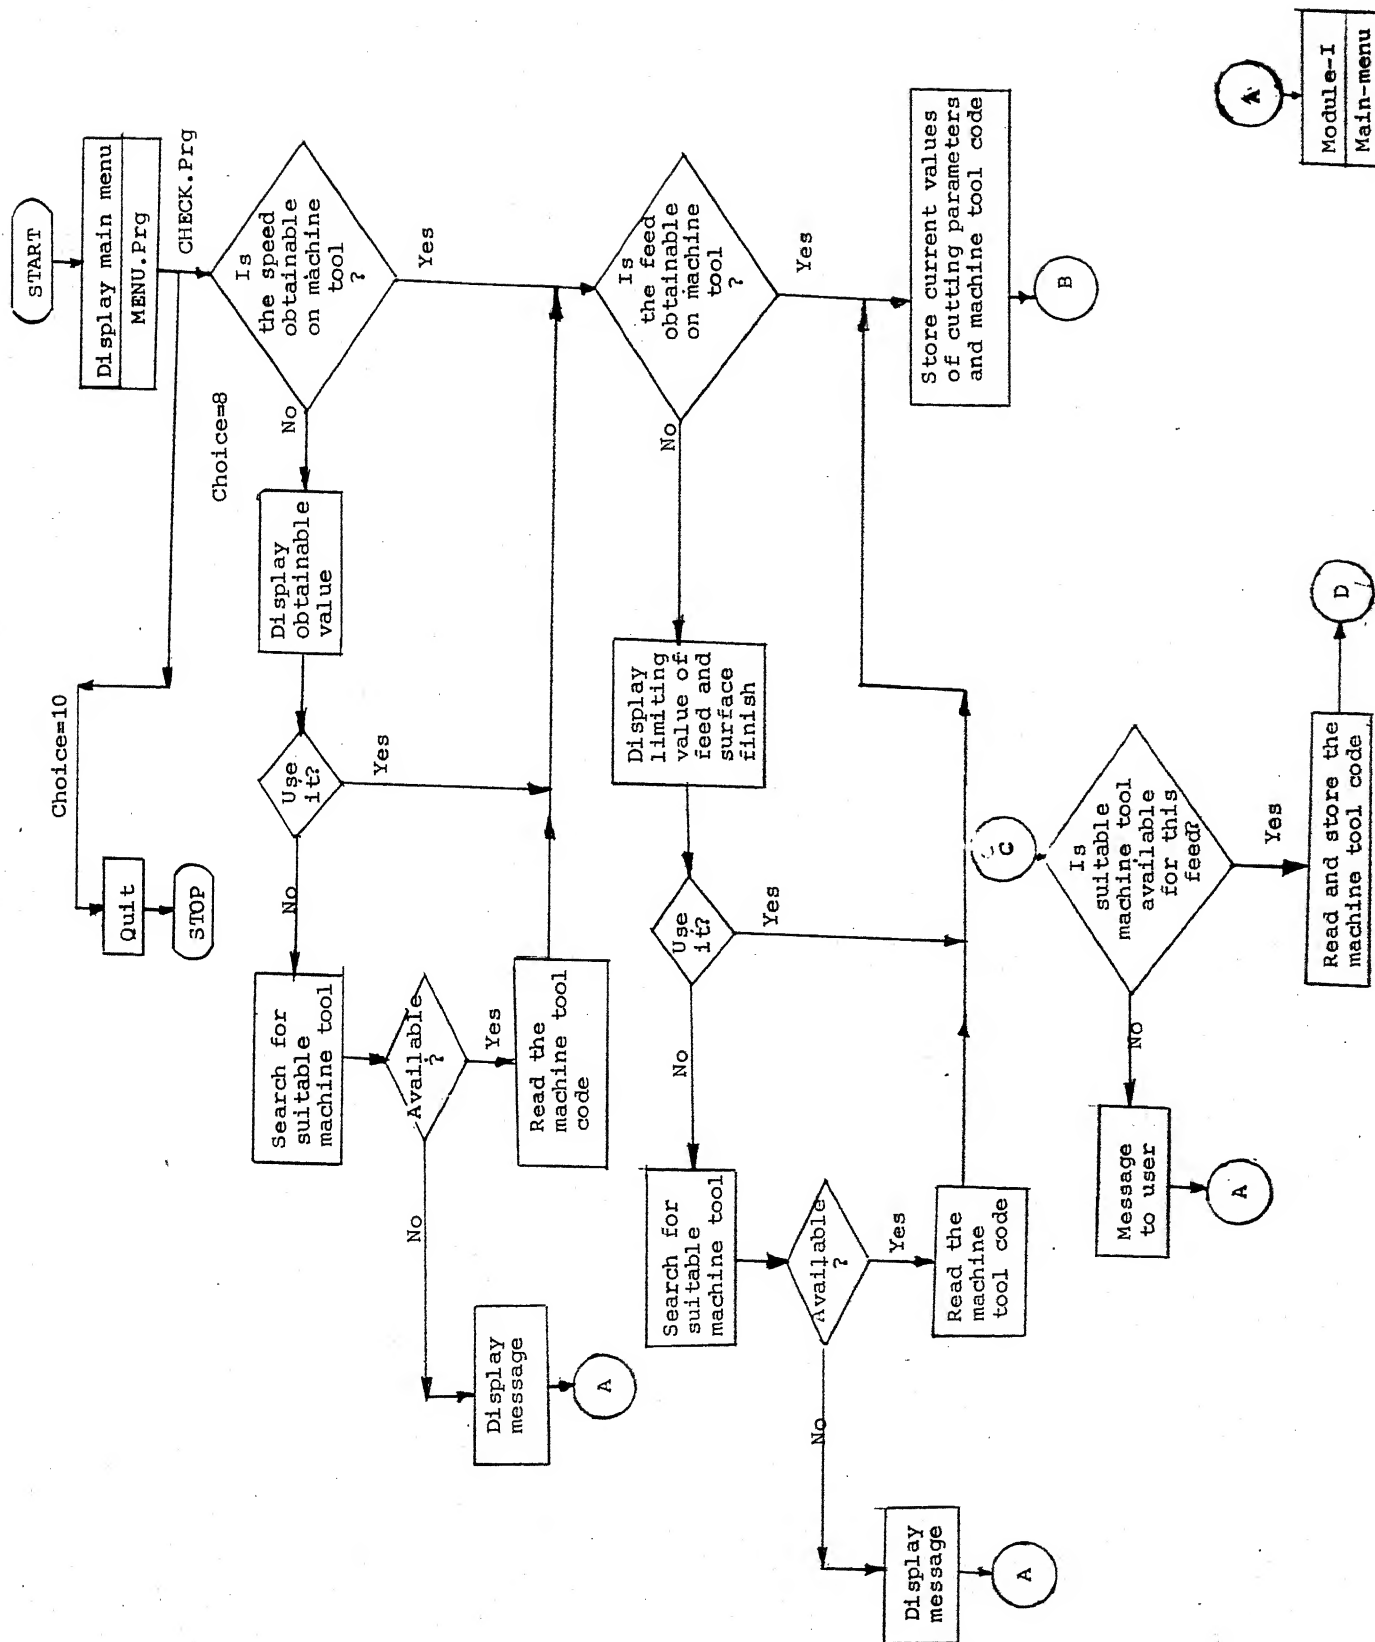 START
Display main menu
MENU.Prg
CHECK.Prg
Choice=10
Quit
STOP
Choice=8
Is
the speed
obtainable
on machine
tool
?
Yes
No
Display
obtainable
value
Use
it?
Yes
No
Search for
suitable
machine tool
Available
?
Yes
No
Read the
machine tool
code
Display
message
A
Is
the feed
obtainable
on machine
tool
?
Yes
No
Display
limiting
value of
feed and
surface
finish
Use
it?
Yes
No
Search for
suitable
machine tool
Available
?
Yes
No
Read the
machine
tool code
Display
message
A
Store current values
of cutting parameters
and machine tool code
B
C
Is
suitable
machine tool
available
for this
feed?
Yes
No
Message
to user
A
Read and store the
machine tool code
D
A
Module-I
Main-menu